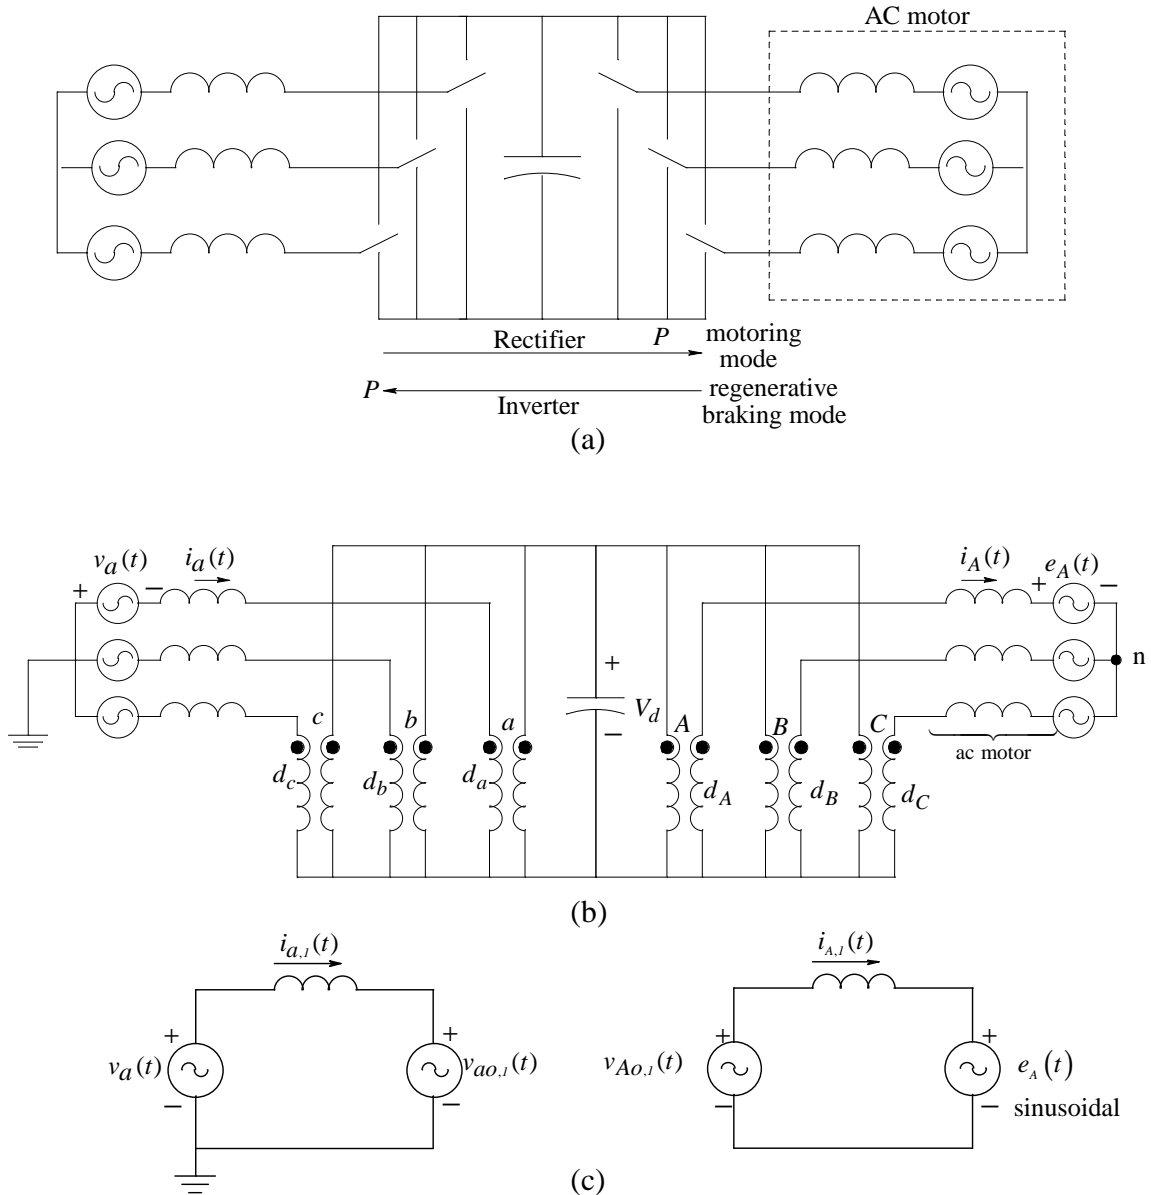 AC motor
Rectifier
P
motoring
mode
P
regenerative
Inverter
braking mode
(a)
v_a(t)
i_a(t)
i_A(t)
e_A(t)
+
−
+
−
n
+
V_d
−
c
b
a
A
B
C
d_c
d_b
d_a
d_A
d_B
d_C
ac motor
(b)
i_{a,1}(t)
i_{A,1}(t)
+
+
+
+
v_a(t)
v_{ao,1}(t)
v_{Ao,1}(t)
e_A(t)
−
−
−
− sinusoidal
(c)